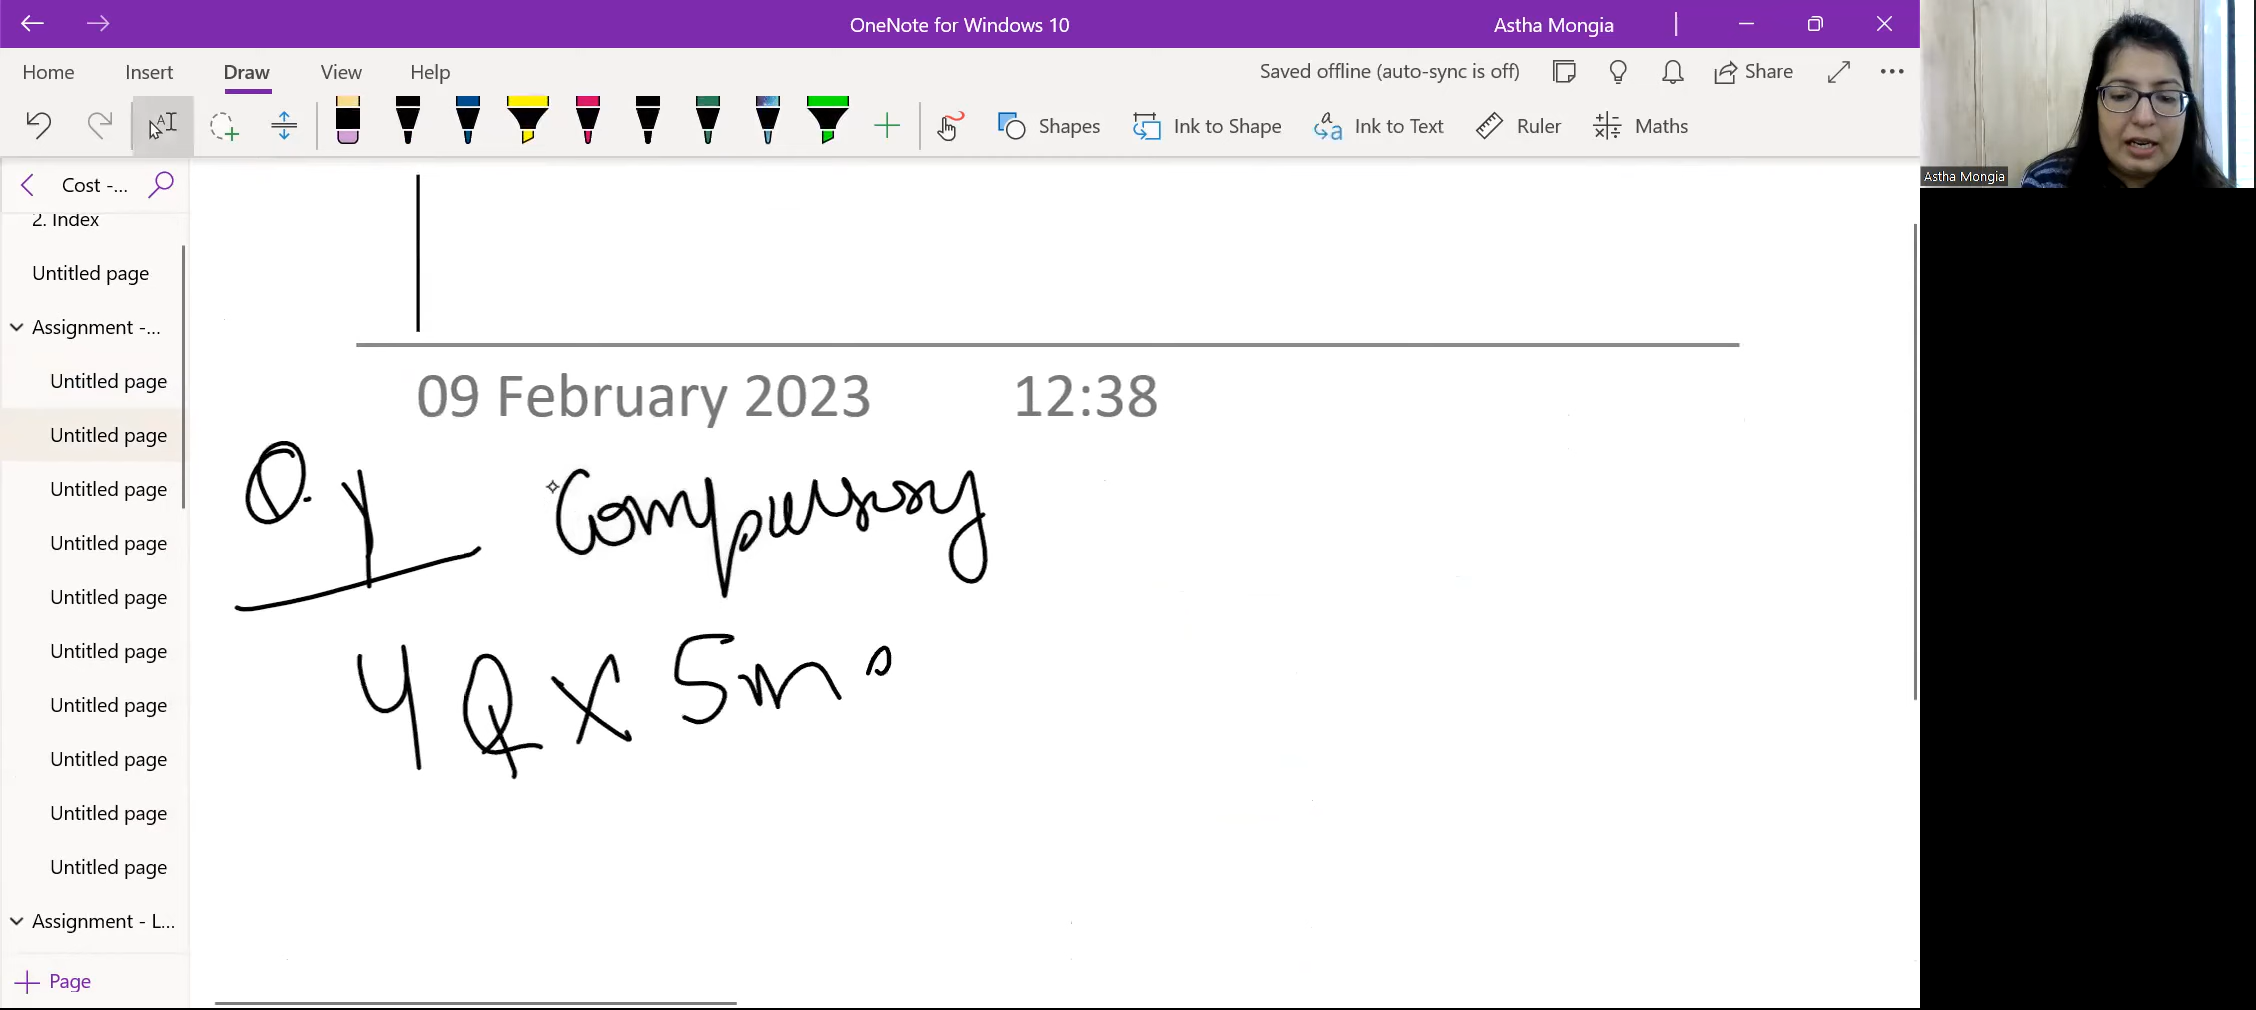 OneNote for Windows 10
Astha Mongia
Home Insert Draw View Help
Saved offline (auto-sync is off) Share
Shapes Ink to Shape Ink to Text Ruler Maths
Astha Mongia
Cost -...
2. Index
Untitled page
Assignment -...
Untitled page
Untitled page
Untitled page
Untitled page
Untitled page
Untitled page
Untitled page
Untitled page
Untitled page
Untitled page
Assignment - L...
+ Page
09 February 2023 12:38
Q. 1 Compulsory
4 Q X 5m